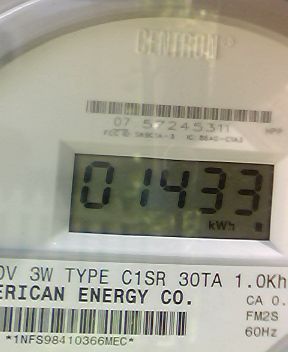 CENTRON®
07 57245311
HPP
01433
kWh
0V 3W TYPE C1SR 30TA 1.0Kh
ERICAN ENERGY CO.
CA 0.
FM2S
60Hz
*1NFS98410366MEC*